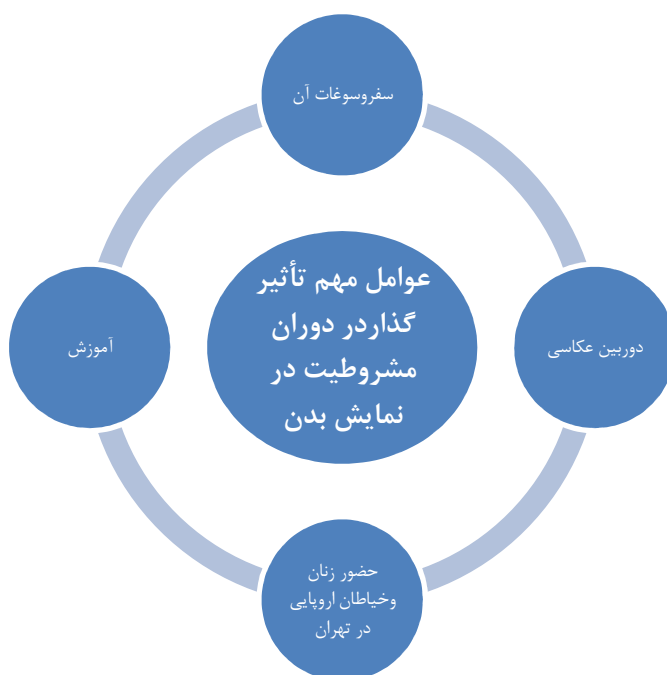 سفروسوغات آن
عوامل مهم تأثیر
گذاردر دوران
مشروطیت در
نمایش بدن
دوربین عکاسی
آموزش
حضور زنان
وخیاطان اروپایی
در تهران